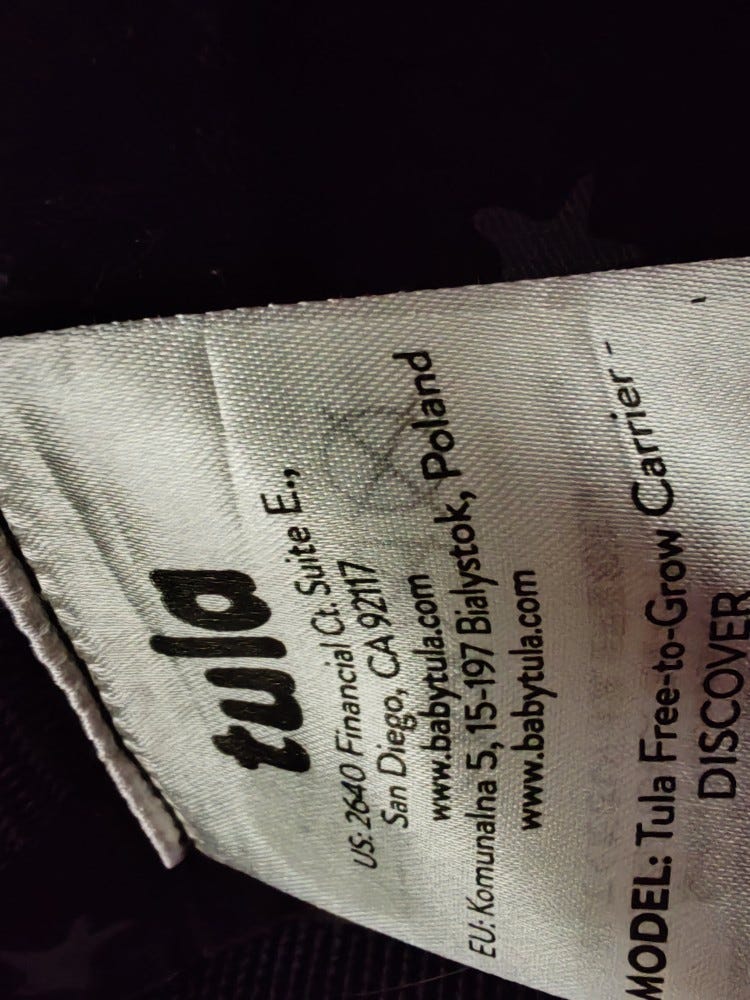 tula
US: 2640 Financial Ct. Suite E.,
San Diego, CA 92117
www.babytula.com
EU: Komunalna 5, 15-197 Bialystok, Poland
www.babytula.com
MODEL: Tula Free-to-Grow Carrier -
DISCOVER